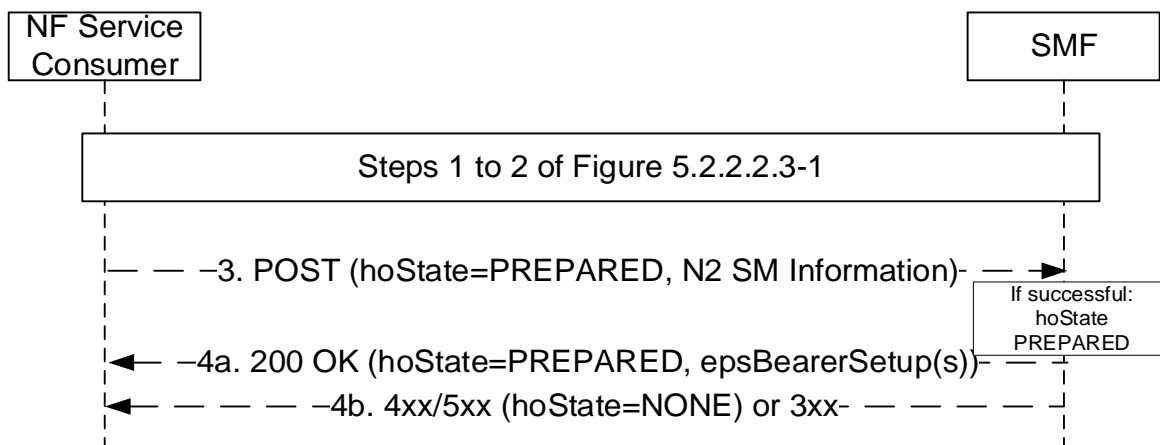 NF Service
Consumer
SMF
Steps 1 to 2 of Figure 5.2.2.2.3-1
3. POST (hoState=PREPARED, N2 SM Information)
If successful:
hoState
PREPARED
4a. 200 OK (hoState=PREPARED, epsBearerSetup(s))
4b. 4xx/5xx (hoState=NONE) or 3xx